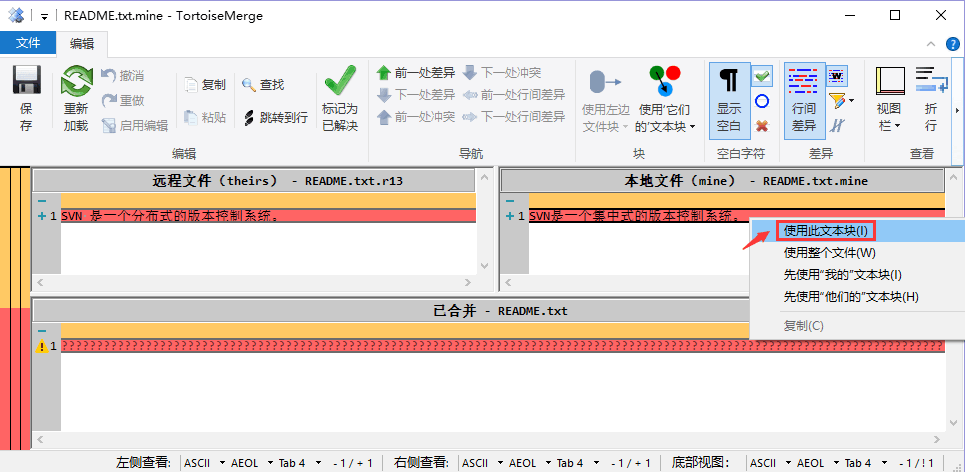 README.txt.mine - TortoiseMerge
文件 编辑
保存
重新加载
撤消
重做
启用编辑
复制
粘贴
查找
跳转到行
标记为已解决
编辑
前一处差异
下一处差异
前一处冲突
下一处冲突
前一处行间差异
下一处行间差异
导航
使用左边文件块
使用'它们的'文本块
块
显示空白
空白字符
行间差异
差异
视图栏
折行
查看
远程文件（theirs） - README.txt.r13
1 SVN 是一个分布式的版本控制系统。
本地文件（mine） - README.txt.mine
1 SVN是一个集中式的版本控制系统。
使用此文本块(I)
使用整个文件(W)
先使用“我的”文本块(I)
先使用“他们的”文本块(H)
复制(C)
已合并 - README.txt
左侧查看: ASCII AEOL Tab 4 - 1 / + 1 右侧查看: ASCII AEOL Tab 4 - 1 / + 1 底部视图: ASCII AEOL Tab 4 - 1 / ! 1